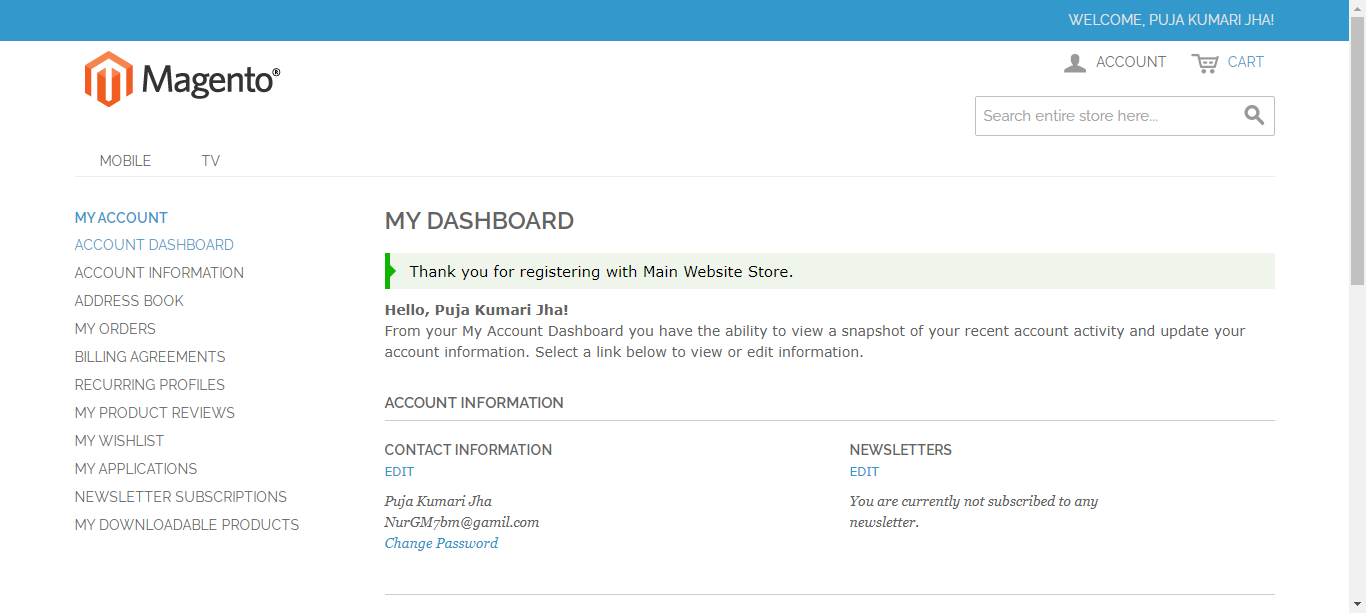 WELCOME, PUJA KUMARI JHA!
Magento®
ACCOUNT
CART
Search entire store here...
MOBILE
TV
MY ACCOUNT
ACCOUNT DASHBOARD
ACCOUNT INFORMATION
ADDRESS BOOK
MY ORDERS
BILLING AGREEMENTS
RECURRING PROFILES
MY PRODUCT REVIEWS
MY WISHLIST
MY APPLICATIONS
NEWSLETTER SUBSCRIPTIONS
MY DOWNLOADABLE PRODUCTS
MY DASHBOARD
Thank you for registering with Main Website Store.
Hello, Puja Kumari Jha!
From your My Account Dashboard you have the ability to view a snapshot of your recent account activity and update your
account information. Select a link below to view or edit information.
ACCOUNT INFORMATION
CONTACT INFORMATION
EDIT
Puja Kumari Jha
NurGM7bm@gamil.com
Change Password
NEWSLETTERS
EDIT
You are currently not subscribed to any
newsletter.